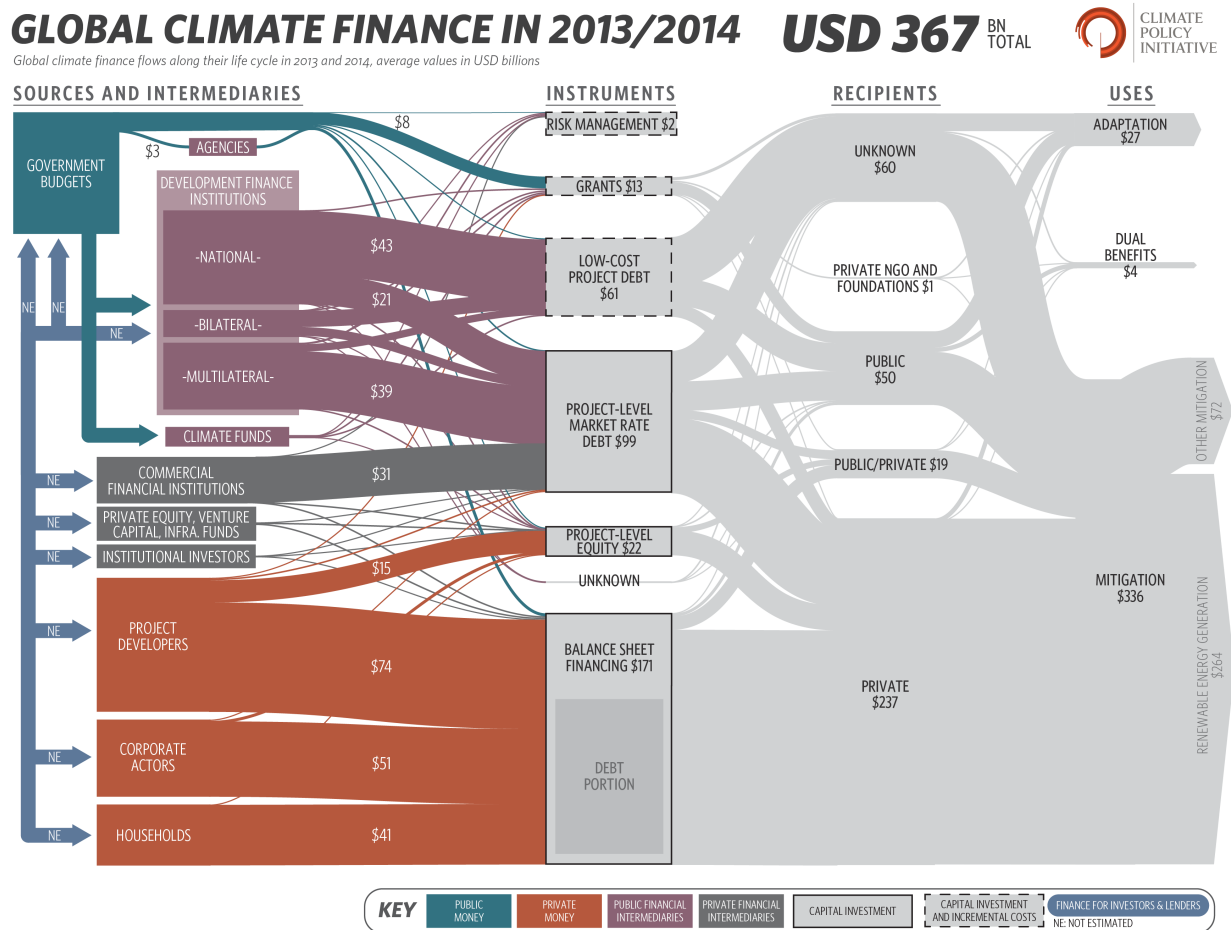 GLOBAL CLIMATE FINANCE IN 2013/2014
USD 367 BN TOTAL
CLIMATE
POLICY
INITIATIVE
Global climate finance flows along their life cycle in 2013 and 2014, average values in USD billions
SOURCES AND INTERMEDIARIES
INSTRUMENTS
RECIPIENTS
USES
GOVERNMENT
BUDGETS
$3
AGENCIES
$8
DEVELOPMENT FINANCE
INSTITUTIONS
-NATIONAL-
$43
$21
-BILATERAL-
-MULTILATERAL-
$39
CLIMATE FUNDS
NE
NE
NE
NE
COMMERCIAL
FINANCIAL INSTITUTIONS
$31
NE
PRIVATE EQUITY, VENTURE
CAPITAL, INFRA. FUNDS
NE
INSTITUTIONAL INVESTORS
$15
NE
PROJECT
DEVELOPERS
$74
NE
CORPORATE
ACTORS
$51
NE
HOUSEHOLDS
$41
RISK MANAGEMENT $2
GRANTS $13
LOW-COST
PROJECT DEBT
$61
PROJECT-LEVEL
MARKET RATE
DEBT $99
PROJECT-LEVEL
EQUITY $22
UNKNOWN
BALANCE SHEET
FINANCING $171
DEBT
PORTION
UNKNOWN
$60
PRIVATE NGO AND
FOUNDATIONS $1
PUBLIC
$50
PUBLIC/PRIVATE $19
PRIVATE
$237
ADAPTATION
$27
DUAL
BENEFITS
$4
MITIGATION
$336
OTHER MITIGATION
$72
RENEWABLE ENERGY GENERATION
$264
KEY
PUBLIC
MONEY
PRIVATE
MONEY
PUBLIC FINANCIAL
INTERMEDIARIES
PRIVATE FINANCIAL
INTERMEDIARIES
CAPITAL INVESTMENT
CAPITAL INVESTMENT
AND INCREMENTAL COSTS
FINANCE FOR INVESTORS & LENDERS
NE: NOT ESTIMATED